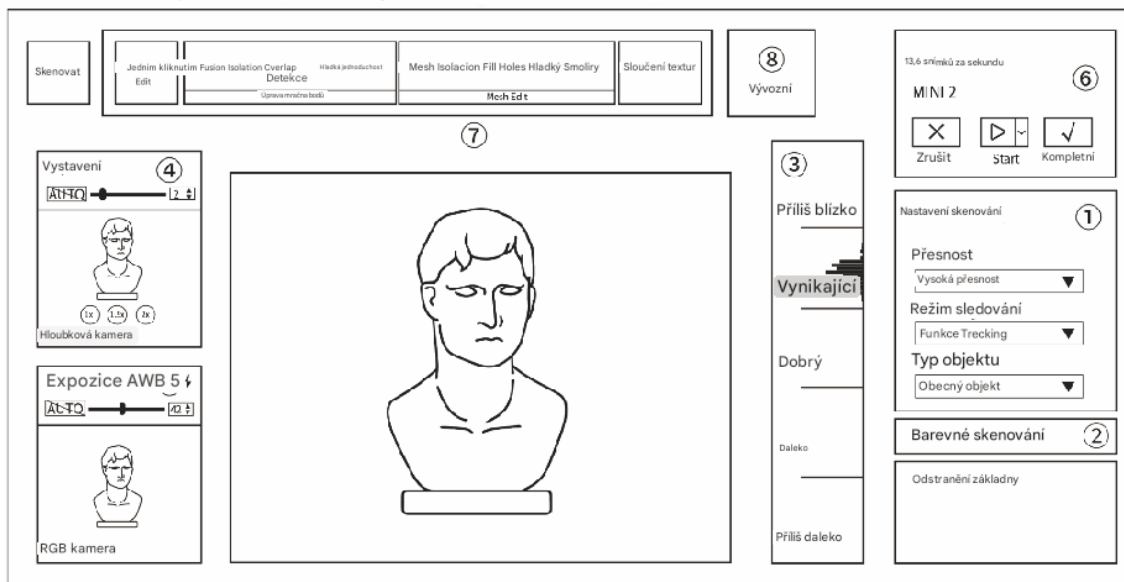 Skenovat
Jedním kliknutím Fusion Isolation Cverlap
Hladká jednoduchost
Edit
Detekce
Úprava mračna bodů
Mesh Isolacion Fill Holes Hladký Smoliry
Mesh Edit
Sloučení textur
⑧
Vývozní
13,6 snímků za sekundu
⑥
MINI 2
Zrušit
Start
Kompletní
⑦
Vystavení
④
AUTO
2
1x
1.5x
2x
Hloubková kamera
Expozice AWB 5
AUTO
42
RGB kamera
③
Příliš blízko
Vynikající
Dobrý
Daleko
Příliš daleko
Nastavení skenování
①
Přesnost
Vysoká přesnost
Režim sledování
Funkce Trecking
Typ objektu
Obecný objekt
Barevné skenování
②
Odstranění základny